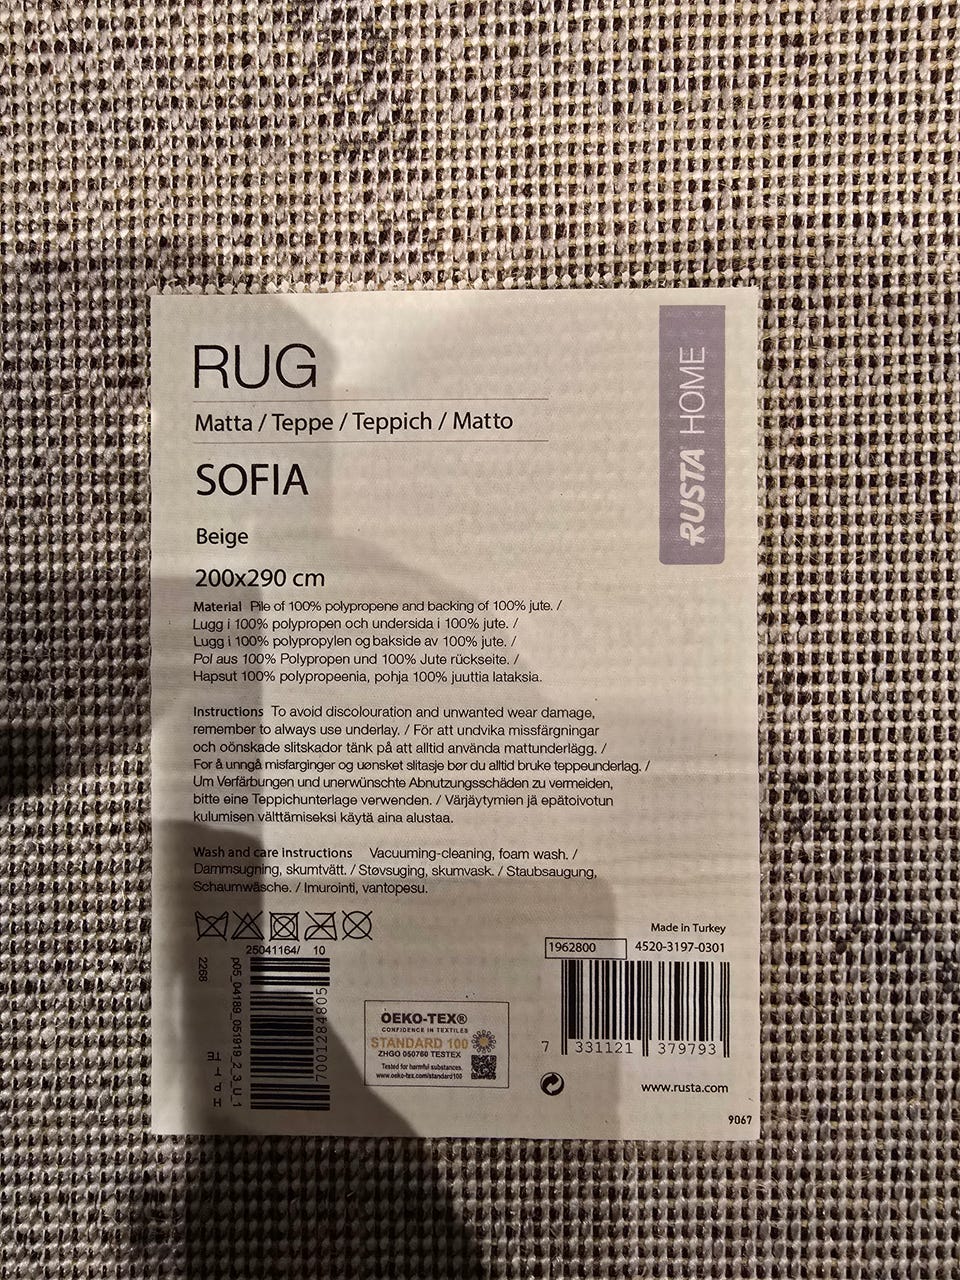 RUG
RUSTA HOME
Matta / Teppe / Teppich / Matto
SOFIA
Beige
200x290 cm
Material Pile of 100% polypropene and backing of 100% jute. /
Lugg i 100% polypropen och undersida i 100% jute. /
Lugg i 100% polypropylen og bakside av 100% jute. /
Pol aus 100% Polypropen und 100% Jute rückseite. /
Hapsut 100% polypropeenia, pohja 100% juuttia lataksia.
Instructions To avoid discolouration and unwanted wear damage,
remember to always use underlay. / För att undvika missfärgningar
och oönskade slitskador tänk på att alltid använda mattunderlägg. /
For å unngå misfarginger og uønsket slitasje bør du alltid bruke teppeunderlag. /
Um Verfärbungen und unerwünschte Abnutzungsschäden zu vermeiden,
bitte eine Teppichunterlage verwenden. / Värjäytymien jä epätoivotun
kulumisen välttämiseksi käytä aina alustaa.
Wash and care instructions Vacuuming-cleaning, foam wash. /
Dammsugning, skumtvätt. / Støvsuging, skumvask. / Staubsaugung,
Schaumwäsche. / Imurointi, vantopesu.
Made in Turkey
25041164/ 10
1962800 4520-3197-0301
2268
p05_04189_051919_2_3_U_1
7001284805
OEKO-TEX®
CONFIDENCE IN TEXTILES
STANDARD 100
ZHGO 050760 TESTEX
Tested for harmful substances.
www.oeko-tex.com/standard100
7 331121 379793
www.rusta.com
9067